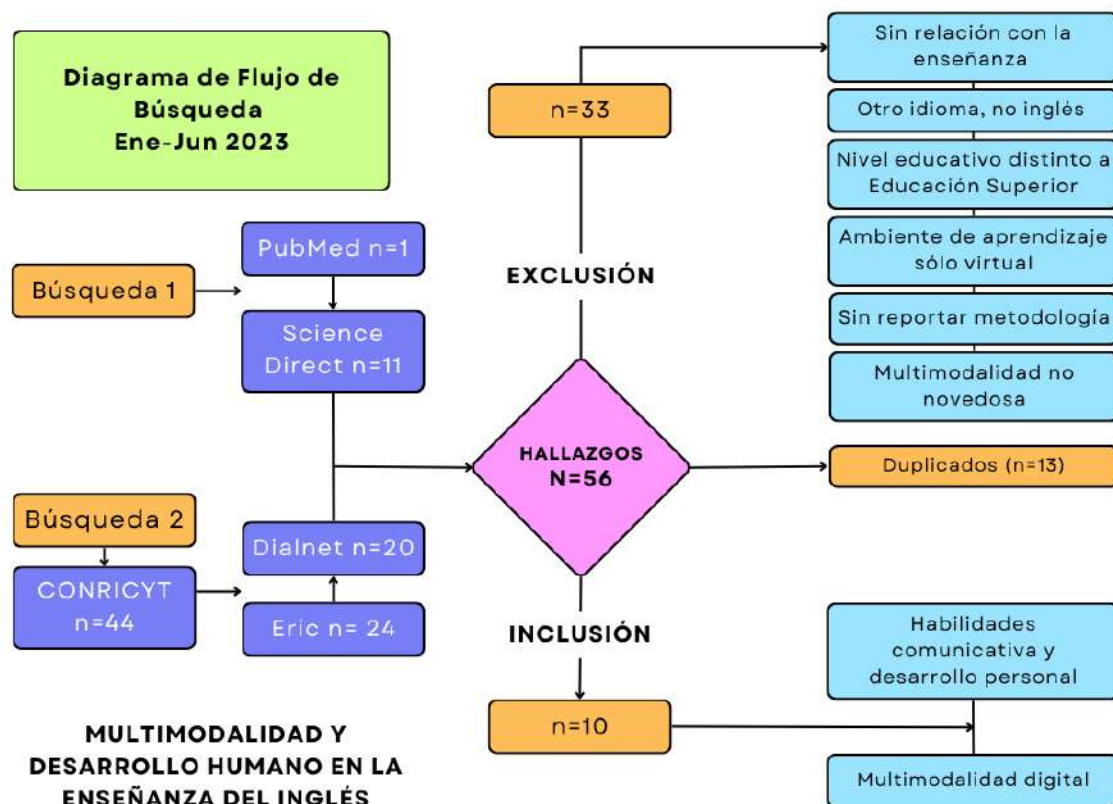 Diagrama de Flujo de
Búsqueda
Ene-Jun 2023
Búsqueda 1
PubMed n=1
Science
Direct n=11
Búsqueda 2
CONRICYT
n=44
Dialnet n=20
Eric n= 24
MULTIMODALIDAD Y
DESARROLLO HUMANO EN LA
ENSEÑANZA DEL INGLÉS
n=33
EXCLUSIÓN
HALLAZGOS
N=56
INCLUSIÓN
n=10
Sin relación con la
enseñanza
Otro idioma, no inglés
Nivel educativo distinto a
Educación Superior
Ambiente de aprendizaje
sólo virtual
Sin reportar metodología
Multimodalidad no
novedosa
Duplicados (n=13)
Habilidades
comunicativa y
desarrollo personal
Multimodalidad digital